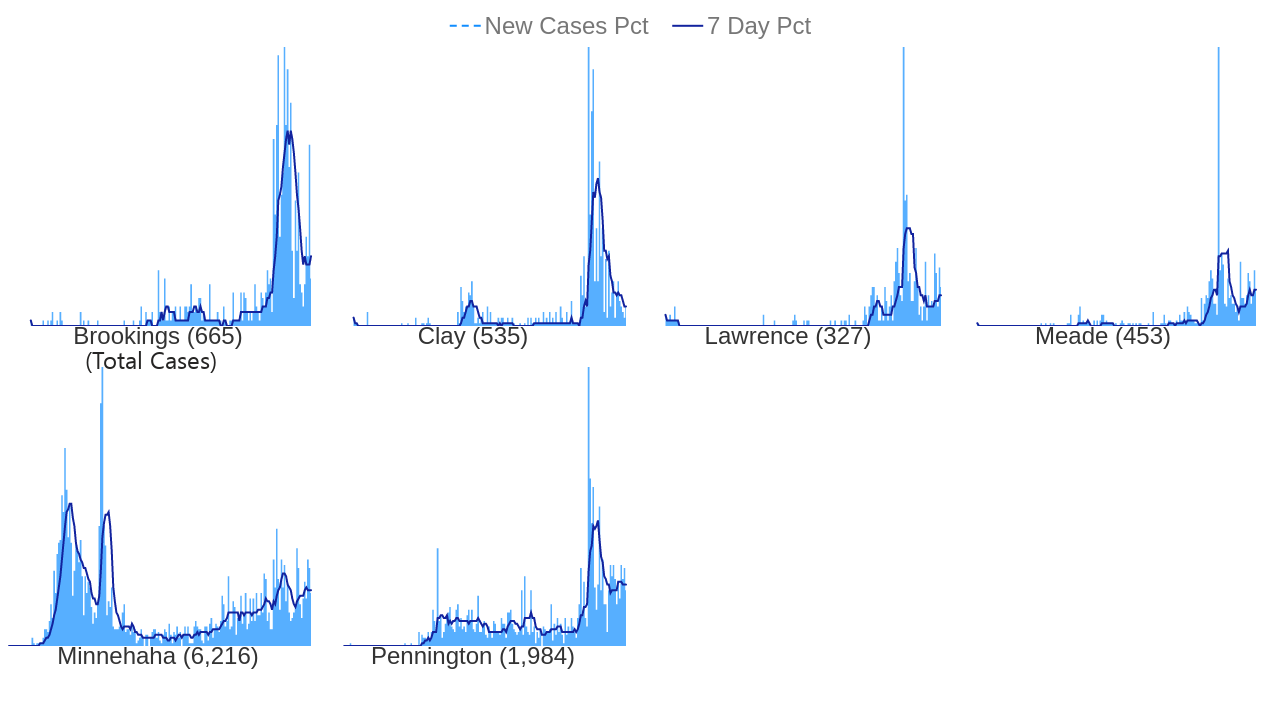 New Cases Pct 7 Day Pct
Brookings (665) Clay (535) Lawrence (327) Meade (453)
(Total Cases)
Minnehaha (6,216) Pennington (1,984)